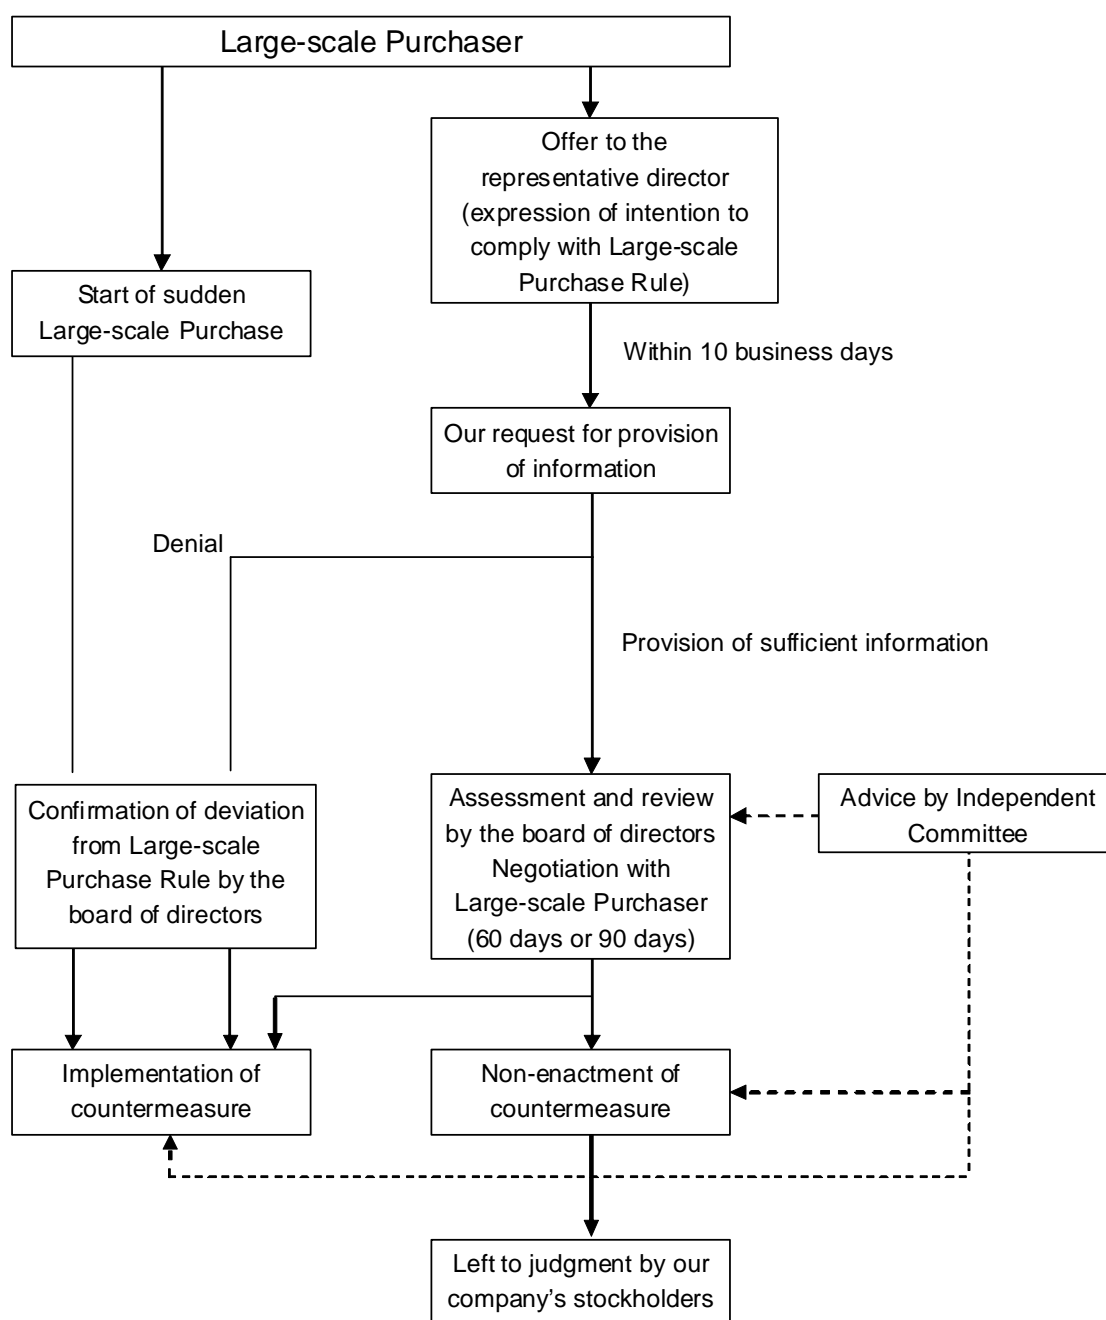 Large-scale Purchaser
Offer to the
representative director
(expression of intention to
comply with Large-scale
Purchase Rule)
Start of sudden
Large-scale Purchase
Within 10 business days
Our request for provision
of information
Denial
Provision of sufficient information
Confirmation of deviation
from Large-scale
Purchase Rule by the
board of directors
Assessment and review
by the board of directors
Negotiation with
Large-scale Purchaser
(60 days or 90 days)
Advice by Independent
Committee
Implementation of
countermeasure
Non-enactment of
countermeasure
Left to judgment by our
company’s stockholders